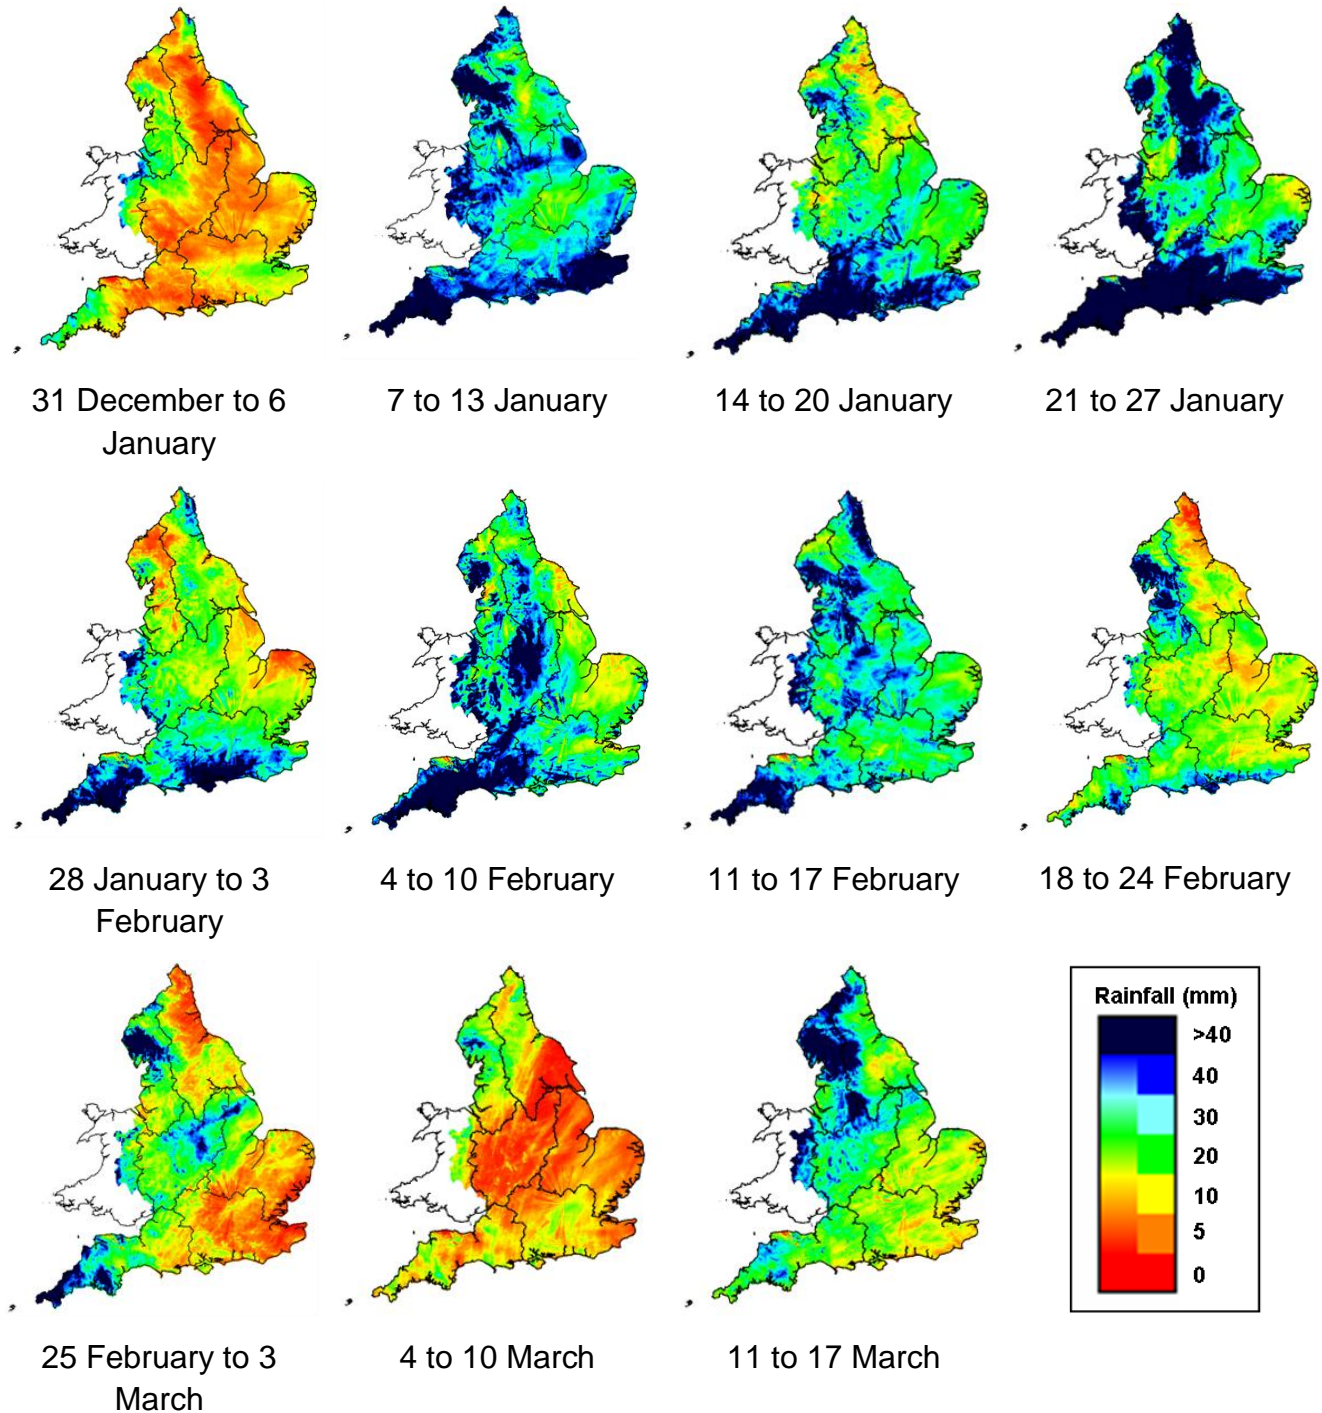 31 December to 6
January
7 to 13 January
14 to 20 January
21 to 27 January
28 January to 3
February
4 to 10 February
11 to 17 February
18 to 24 February
25 February to 3
March
4 to 10 March
11 to 17 March
Rainfall (mm)
>40
40
30
20
10
5
0